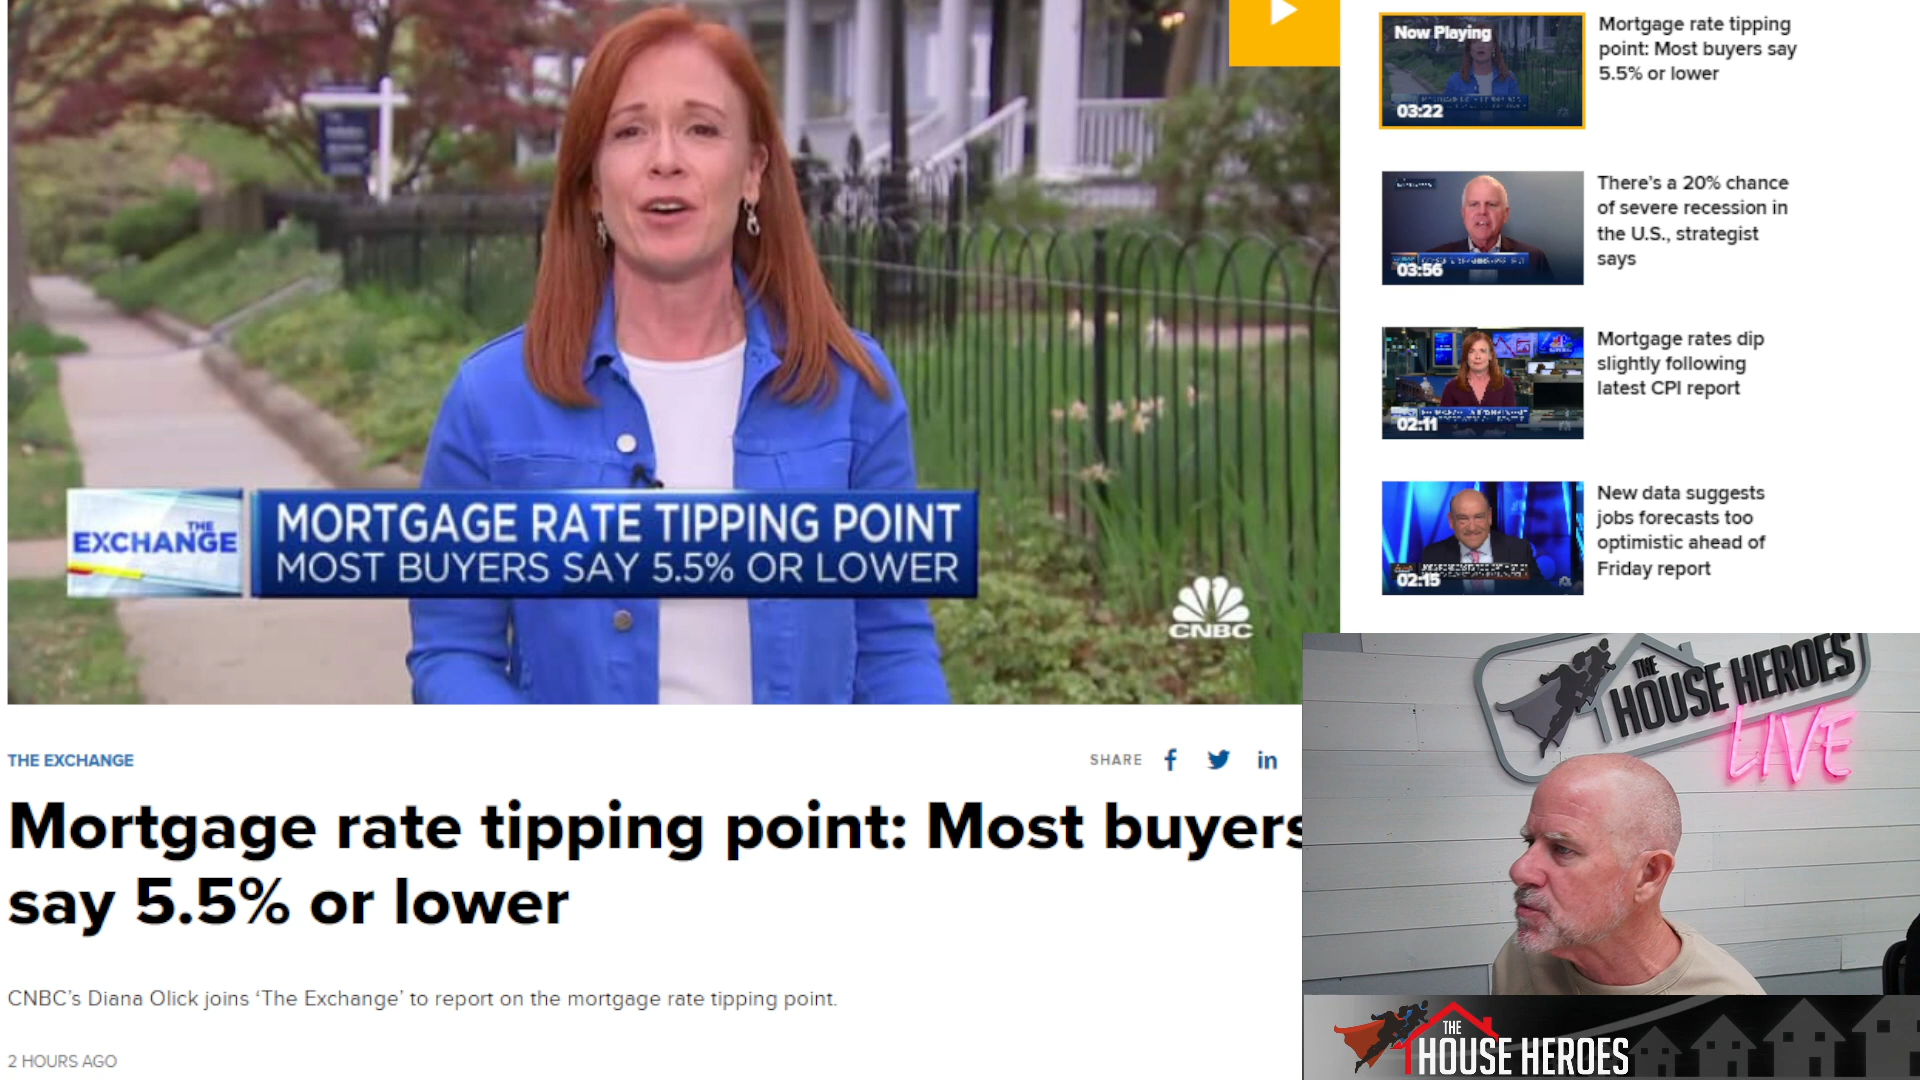 THE
EXCHANGE
MORTGAGE RATE TIPPING POINT
MOST BUYERS SAY 5.5% OR LOWER
CNBC
THE EXCHANGE
SHARE
Mortgage rate tipping point: Most buyers
say 5.5% or lower
CNBC's Diana Olick joins ‘The Exchange’ to report on the mortgage rate tipping point.
2 HOURS AGO
Now Playing
03:22
Mortgage rate tipping
point: Most buyers say
5.5% or lower
03:56
There's a 20% chance
of severe recession in
the U.S., strategist
says
02:11
Mortgage rates dip
slightly following
latest CPI report
02:15
New data suggests
jobs forecasts too
optimistic ahead of
Friday report
THE
HOUSE HEROES
LIVE
THE
HOUSE HEROES